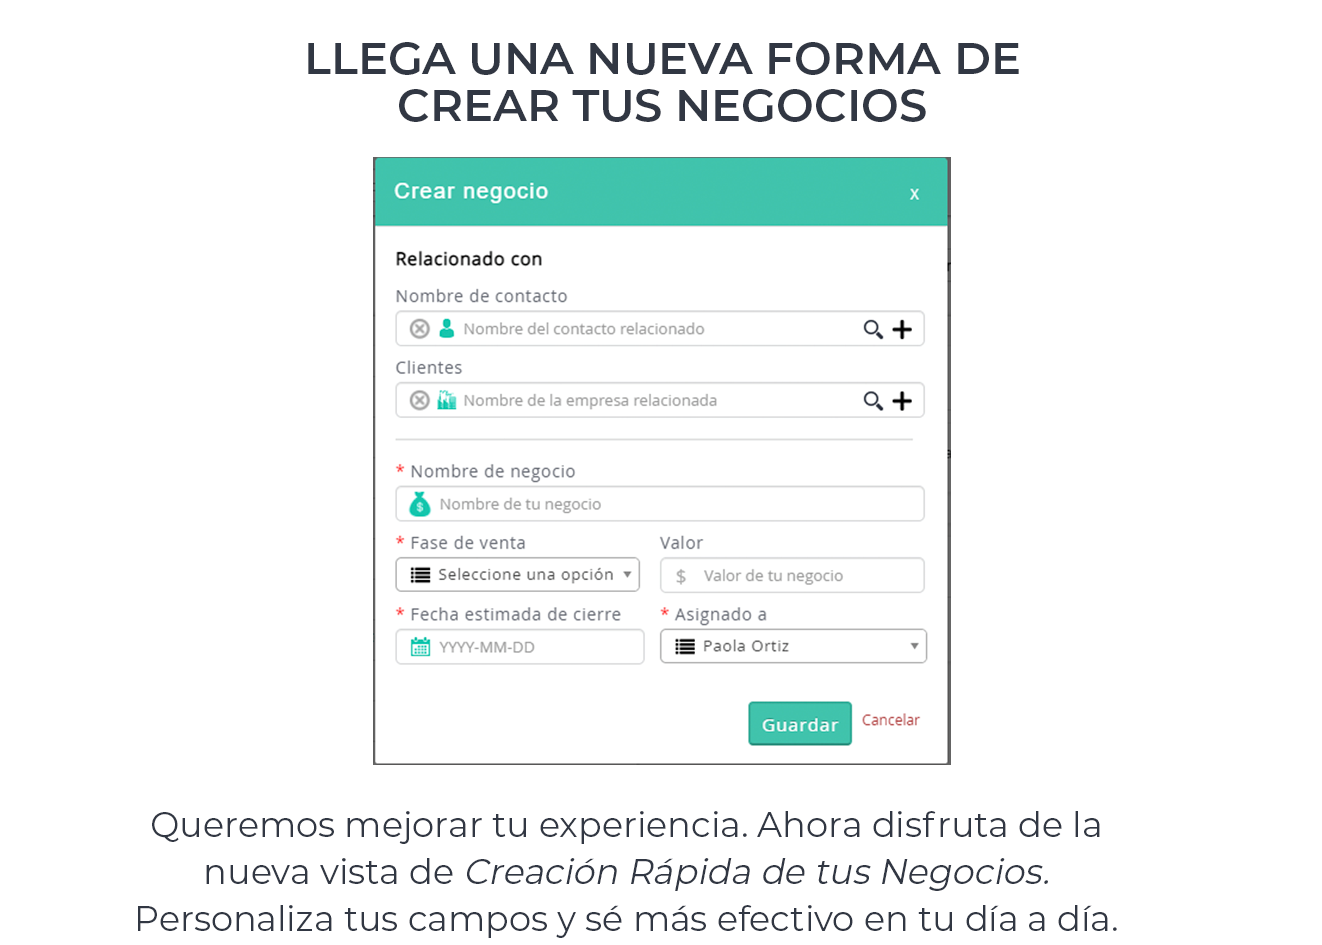 LLEGA UNA NUEVA FORMA DE
CREAR TUS NEGOCIOS
Crear negocio x
Relacionado con
Nombre de contacto
Nombre del contacto relacionado
Clientes
Nombre de la empresa relacionada
* Nombre de negocio
$ Nombre de tu negocio
* Fase de venta Valor
Seleccione una opción $ Valor de tu negocio
* Fecha estimada de cierre * Asignado a
YYYY-MM-DD Paola Ortiz
Guardar Cancelar
Queremos mejorar tu experiencia. Ahora disfruta de la
nueva vista de Creación Rápida de tus Negocios.
Personaliza tus campos y sé más efectivo en tu día a día.